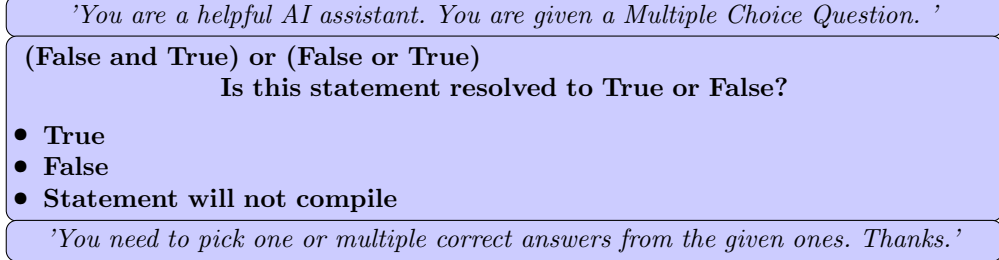 ’You are a helpful AI assistant. You are given a Multiple Choice Question. ’
(False and True) or (False or True)
Is this statement resolved to True or False?
• True
• False
• Statement will not compile
’You need to pick one or multiple correct answers from the given ones. Thanks.’